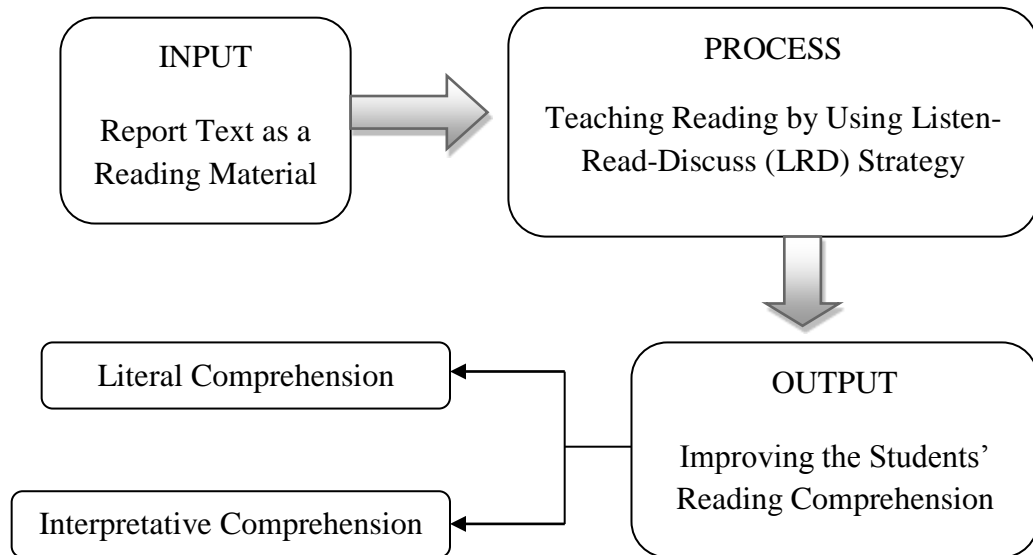 INPUT
Report Text as a
Reading Material
PROCESS
Teaching Reading by Using Listen-
Read-Discuss (LRD) Strategy
OUTPUT
Improving the Students’
Reading Comprehension
Literal Comprehension
Interpretative Comprehension